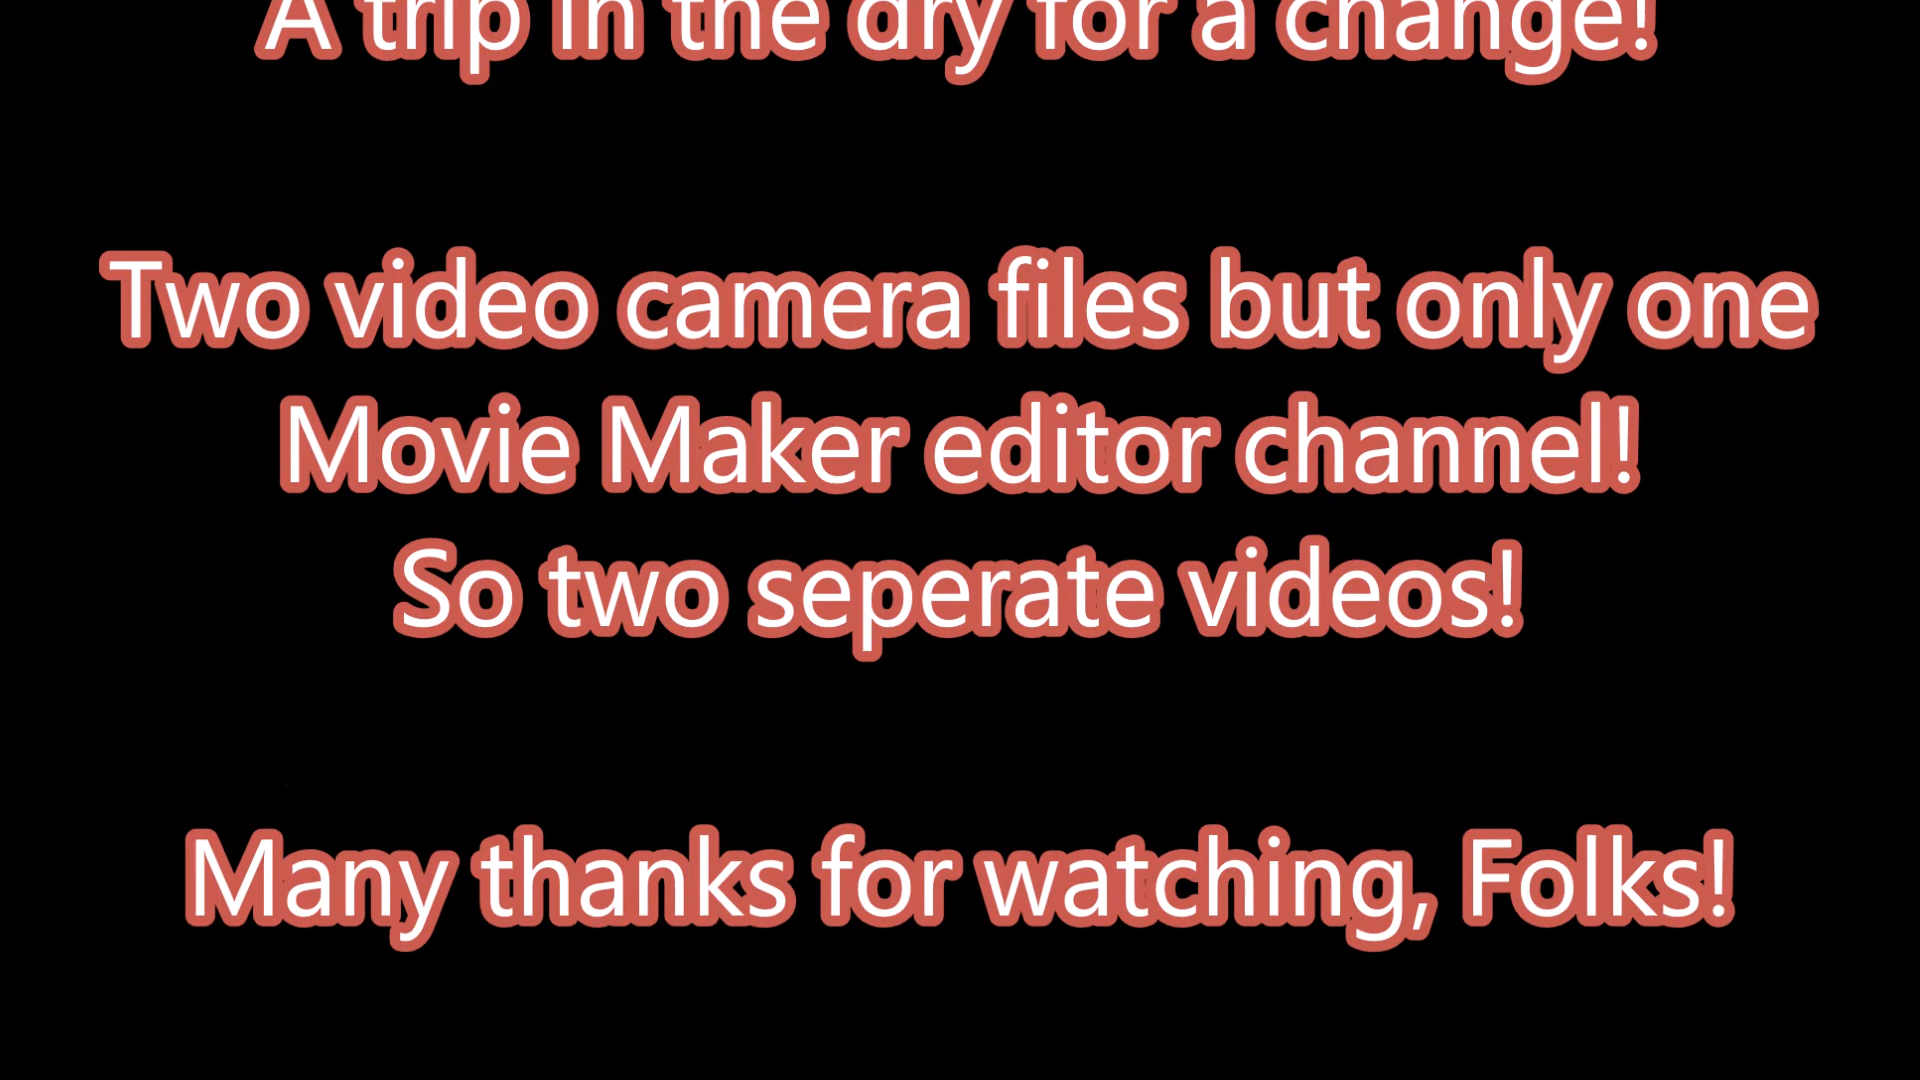 A trip in the dry for a change!
Two video camera files but only one
Movie Maker editor channel!
So two seperate videos!
Many thanks for watching, Folks!